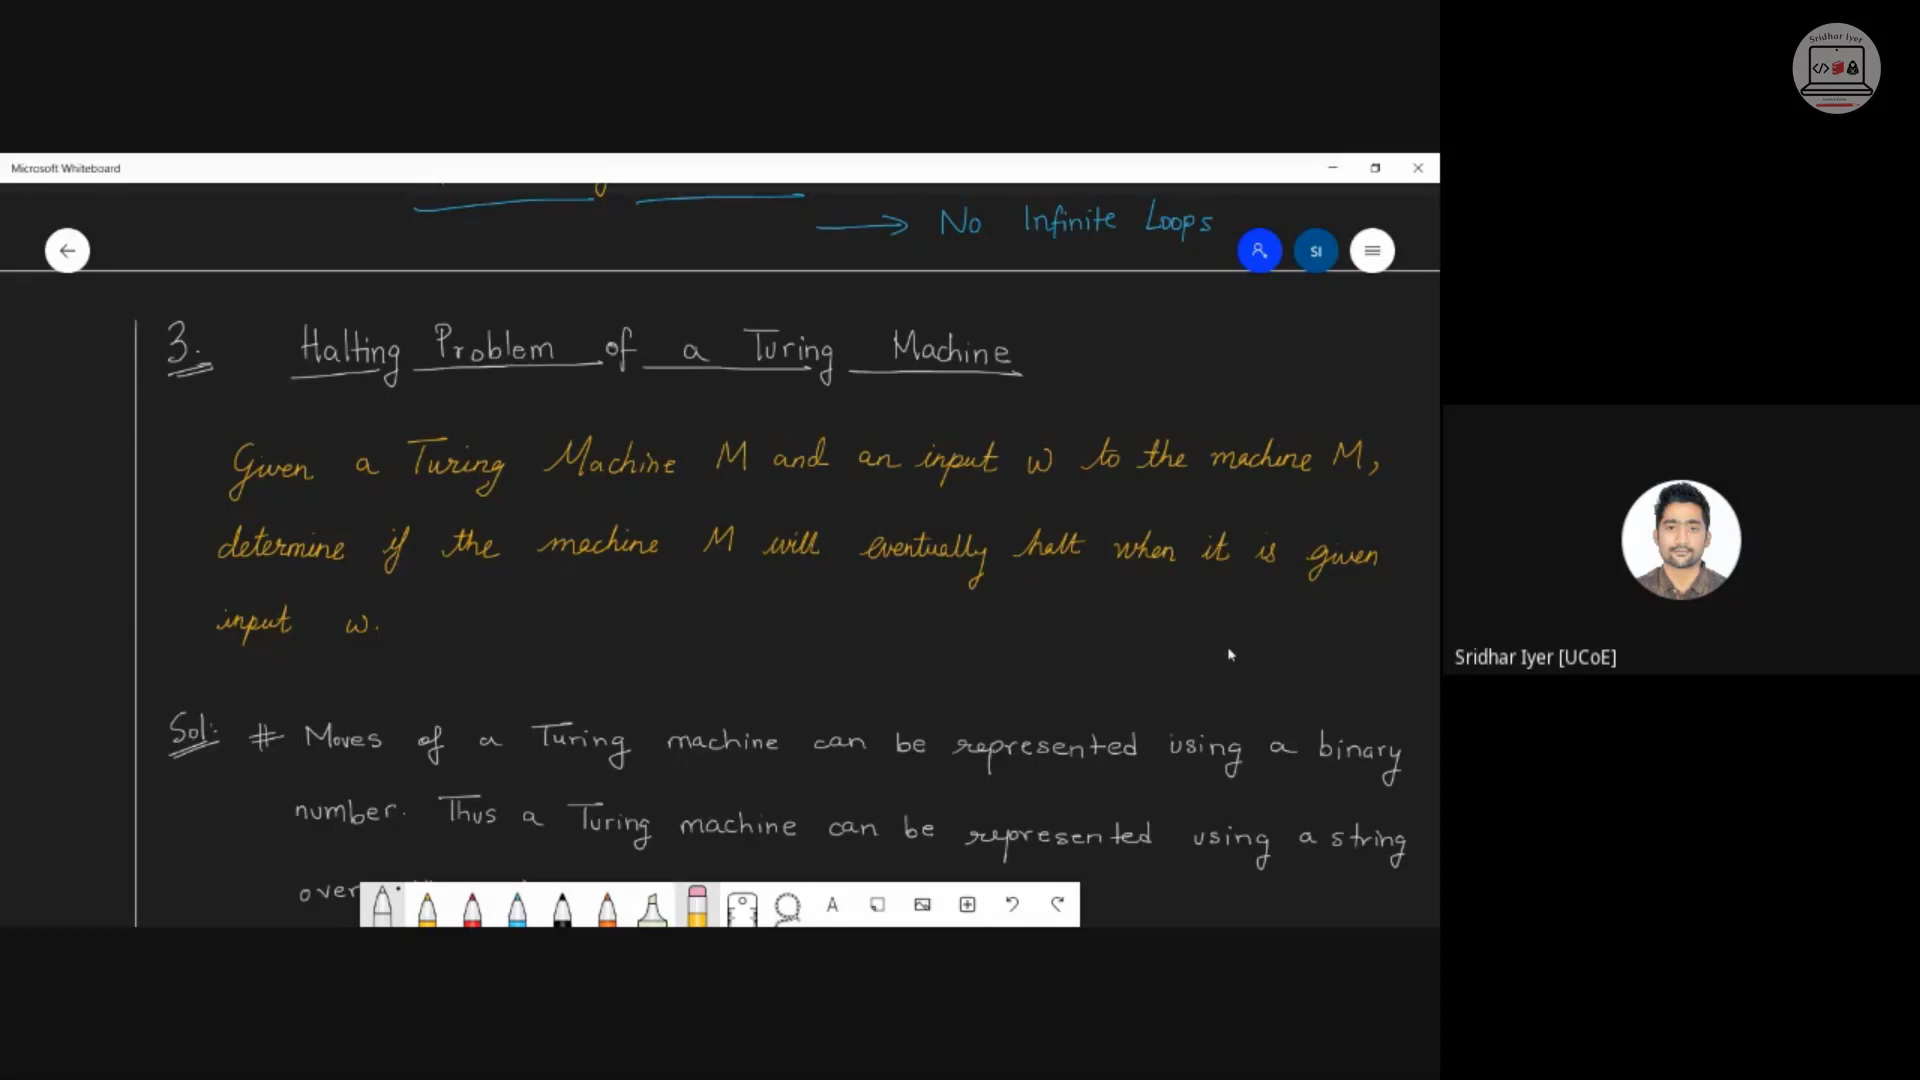 Sridhar Iyer
</>
Microsoft Whiteboard
No Infinite Loops
SI
3. Halting Problem of a Turing Machine
Given a Turing Machine M and an input w to the machine M,
determine if the machine M will eventually halt when it is given
input w.
Sridhar Iyer [UCoE]
Sol: # Moves of a Turing machine can be represented using a binary
number. Thus a Turing machine can be represented using a string
over
A